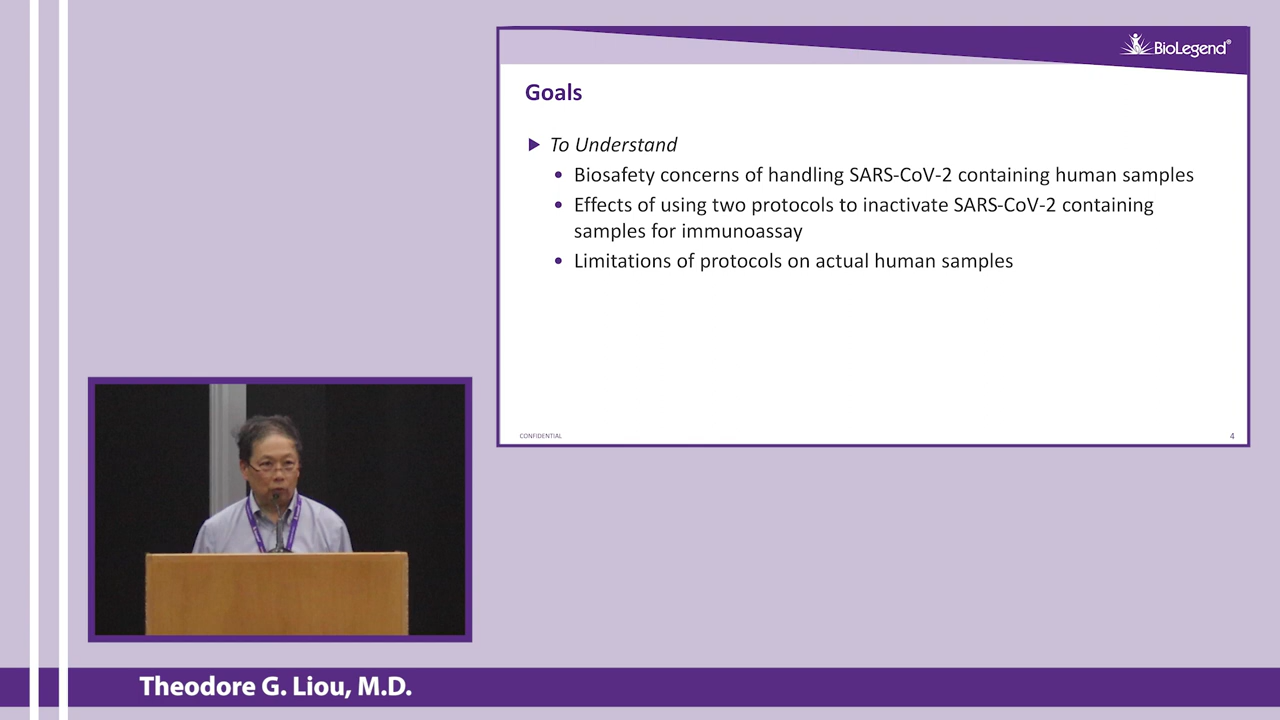 BioLegend®
Goals
To Understand
Biosafety concerns of handling SARS-CoV-2 containing human samples
Effects of using two protocols to inactivate SARS-CoV-2 containing
samples for immunoassay
Limitations of protocols on actual human samples
CONFIDENTIAL
4
Theodore G. Liou, M.D.